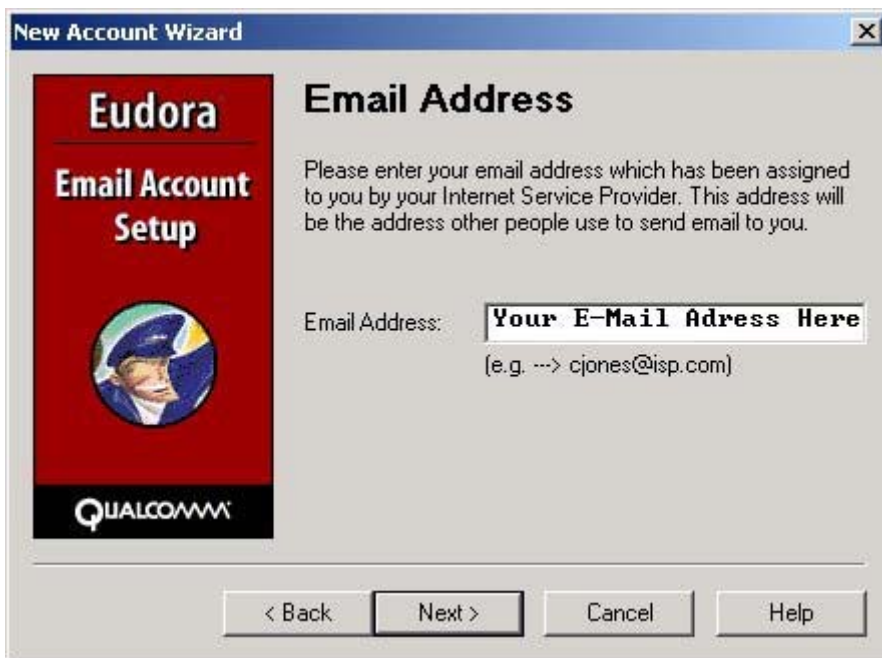 New Account Wizard
Eudora
Email Account
Setup
QUALCOMM
Email Address
Please enter your email address which has been assigned
to you by your Internet Service Provider. This address will
be the address other people use to send email to you.
Email Address:
Your E-Mail Adress Here
(e.g. ---> cjones@isp.com)
< Back
Next >
Cancel
Help